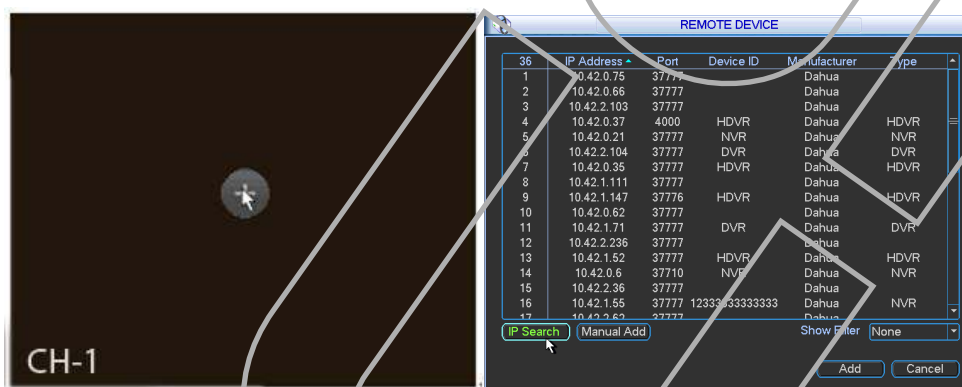 CH-1
REMOTE DEVICE
36 IP Address Port Device ID Manufacturer Type
1 10.42.0.75 37777 Dahua
2 10.42.0.66 37777 Dahua
3 10.42.2.103 37777 Dahua
4 10.42.0.37 4000 HDVR Dahua HDVR
5 10.42.0.21 37777 NVR Dahua NVR
6 10.42.2.104 37777 DVR Dahua DVR
7 10.42.0.35 37777 HDVR Dahua HDVR
8 10.42.1.111 37777 Dahua
9 10.42.1.147 37776 HDVR Dahua HDVR
10 10.42.0.62 37777 Dahua
11 10.42.1.71 37777 DVR Dahua DVR
12 10.42.2.236 37777 Dahua
13 10.42.1.52 37777 HDVR Dahua HDVR
14 10.42.0.6 37710 NVR Dahua NVR
15 10.42.2.36 37777 Dahua
16 10.42.1.55 37777 12333333333333 Dahua NVR
17 10.42.2.62 37777 Dahua
IP Search Manual Add Show Filter None
Add Cancel